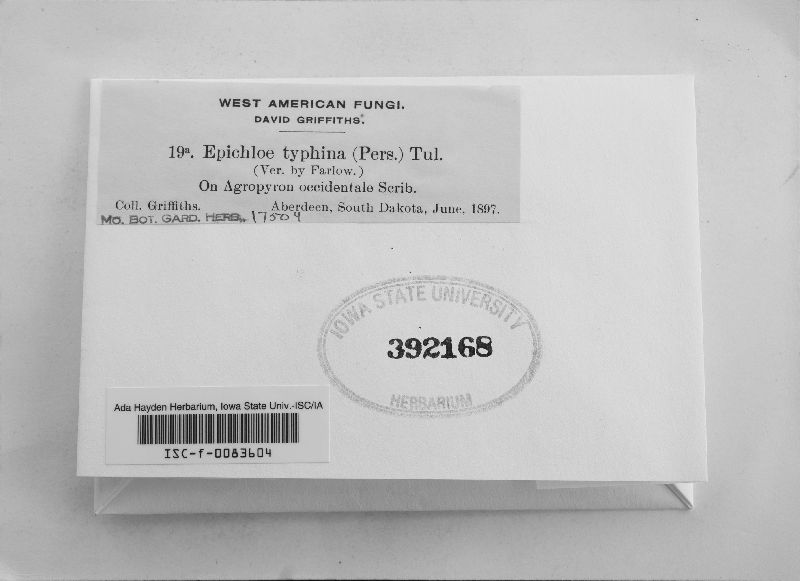 WEST AMERICAN FUNGI.
DAVID GRIFFITHS.
19ª. Epichloe typhina (Pers.) Tul.
(Ver. by Farlow.)
On Agropyron occidentale Scrib.
Coll. Griffiths. Aberdeen, South Dakota, June, 1897.
MO. BOT. GARD. HERB.
IOWA STATE UNIVERSITY
392168
HERBARIUM
Ada Hayden Herbarium, Iowa State Univ.-ISC/IA
ISC-f-0083604